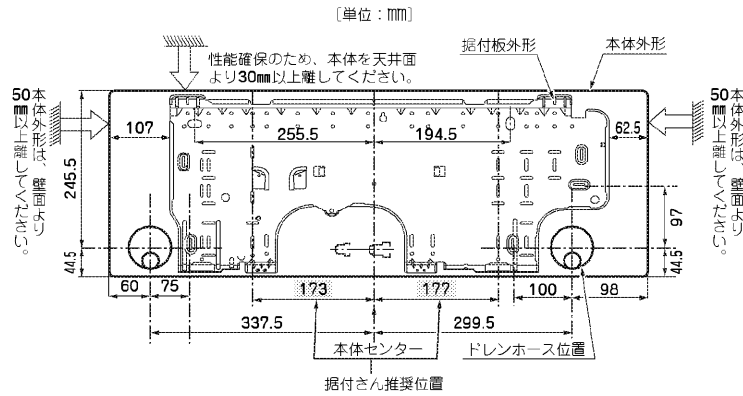 [単位：mm]
性能確保のため、本体を天井面
より30mm以上離してください。
据付板外形
本体外形
本体外形は、壁面より
50mm以上離してください。
本体外形は、壁面より
50mm以上離してください。
107
255.5
194.5
62.5
245.5
97
44.5
44.5
60
75
173
177
100
98
337.5
299.5
本体センター
ドレンホース位置
据付さん推奨位置